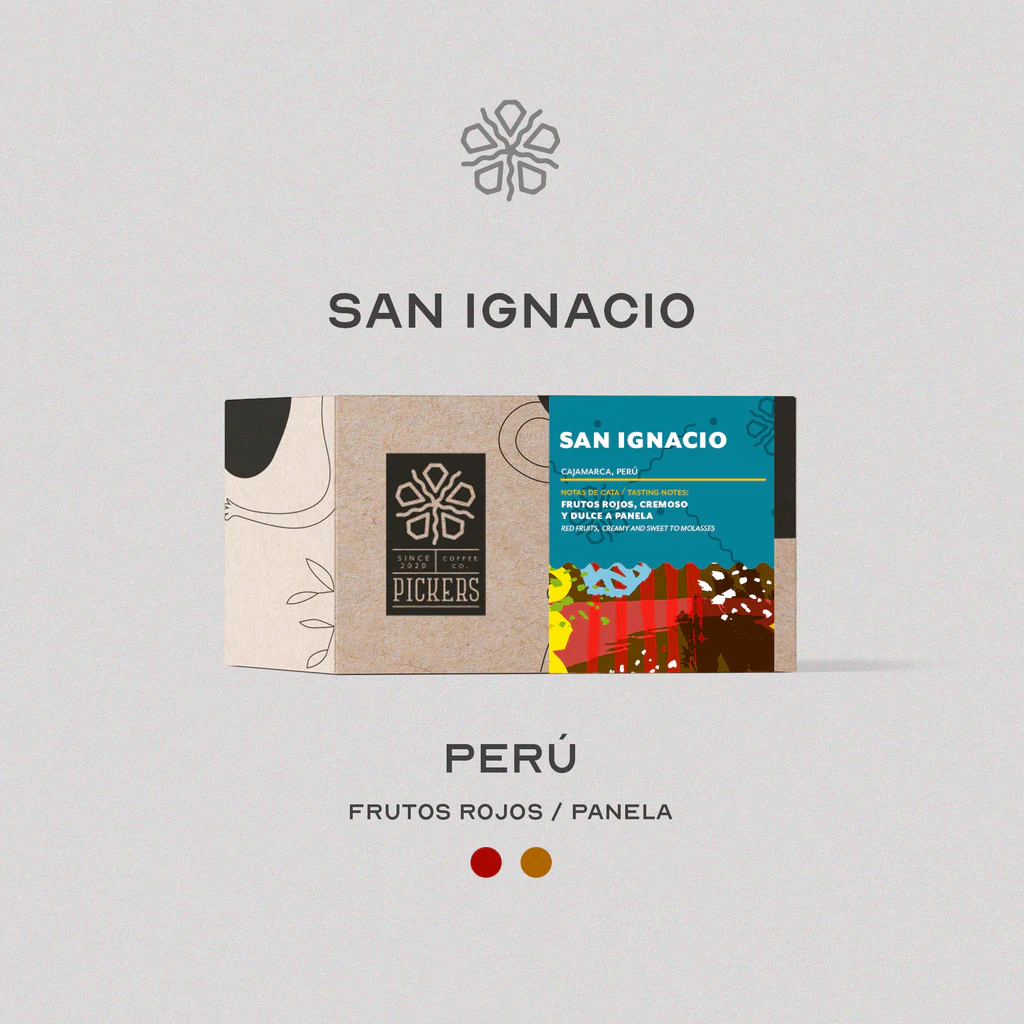 SAN IGNACIO
SINCE 2020
COFFEE CO.
PICKERS
SAN IGNACIO
CAJAMARCA, PERÚ
NOTAS DE CATA / TASTING NOTES:
FRUTOS ROJOS, CREMOSO
Y DULCE A PANELA
RED FRUITS, CREAMY AND SWEET TO MOLASSES
PERÚ
FRUTOS ROJOS / PANELA